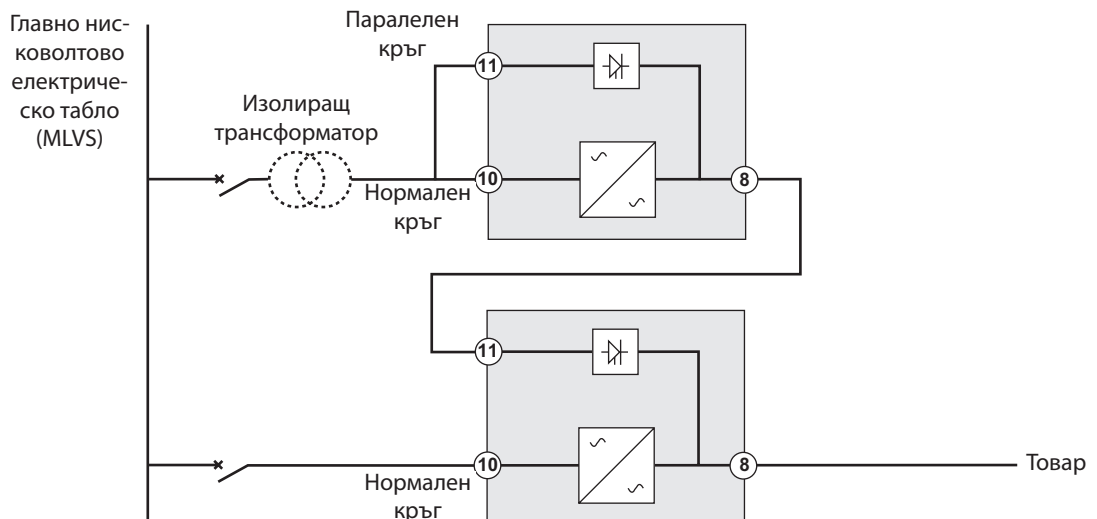 Главно нис-
коволтово
електриче-
ско табло
(MLVS)
Изолиращ
трансформатор
Паралелен
кръг
11
10
8
Нормален
кръг
11
10
8
Нормален
кръг
Товар